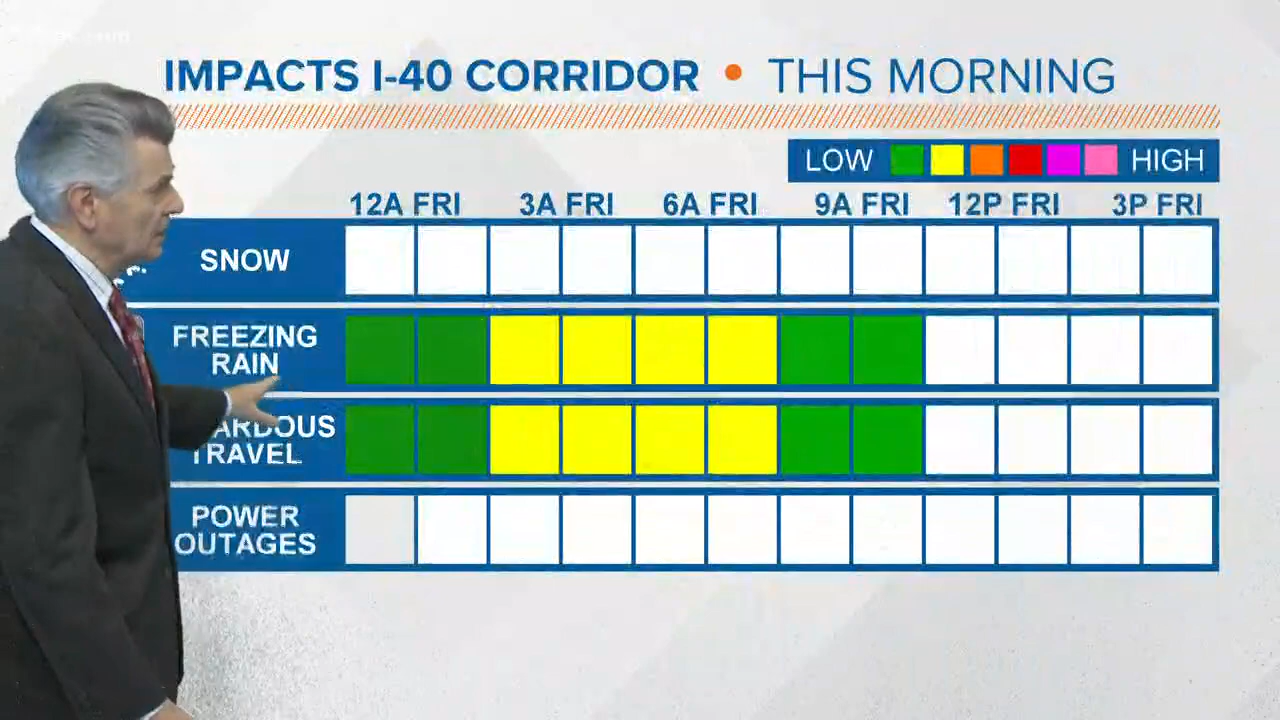 IMPACTS I-40 CORRIDOR • THIS MORNING
LOW HIGH
12A FRI 3A FRI 6A FRI 9A FRI 12P FRI 3P FRI
SNOW
FREEZING
RAIN
ARDOUS
TRAVEL
POWER
OUTAGES